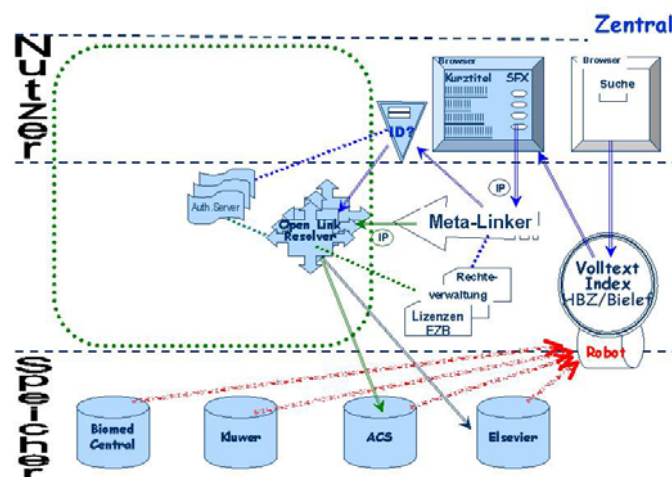 Zentral
Nutzer
Browser
Kurztitel SFX
Browser
Suche
ID?
IP
Auth.Server
Open Link
Resolver
IP
Meta-Linker
Rechte-
verwaltung
Lizenzen
EZB
Volltext
Index
HBZ/Bielef
Robot
Speicher
Biomed
Central
Kluwer
ACS
Elsevier